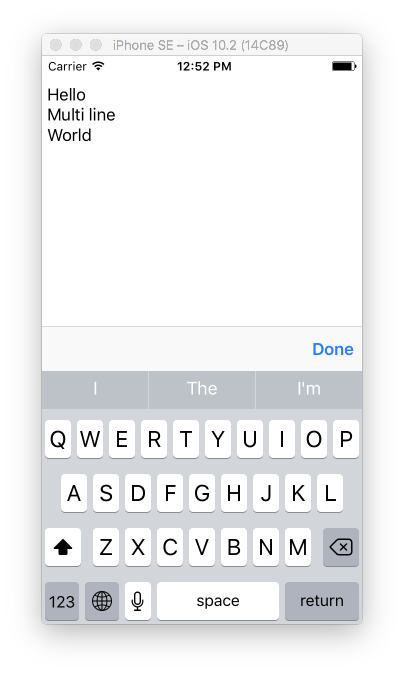 iPhone SE – iOS 10.2 (14C89)
Carrier 12:52 PM
Hello
Multi line
World
Done
I The I'm
Q W E R T Y U I O P
A S D F G H J K L
Z X C V B N M
123 space return